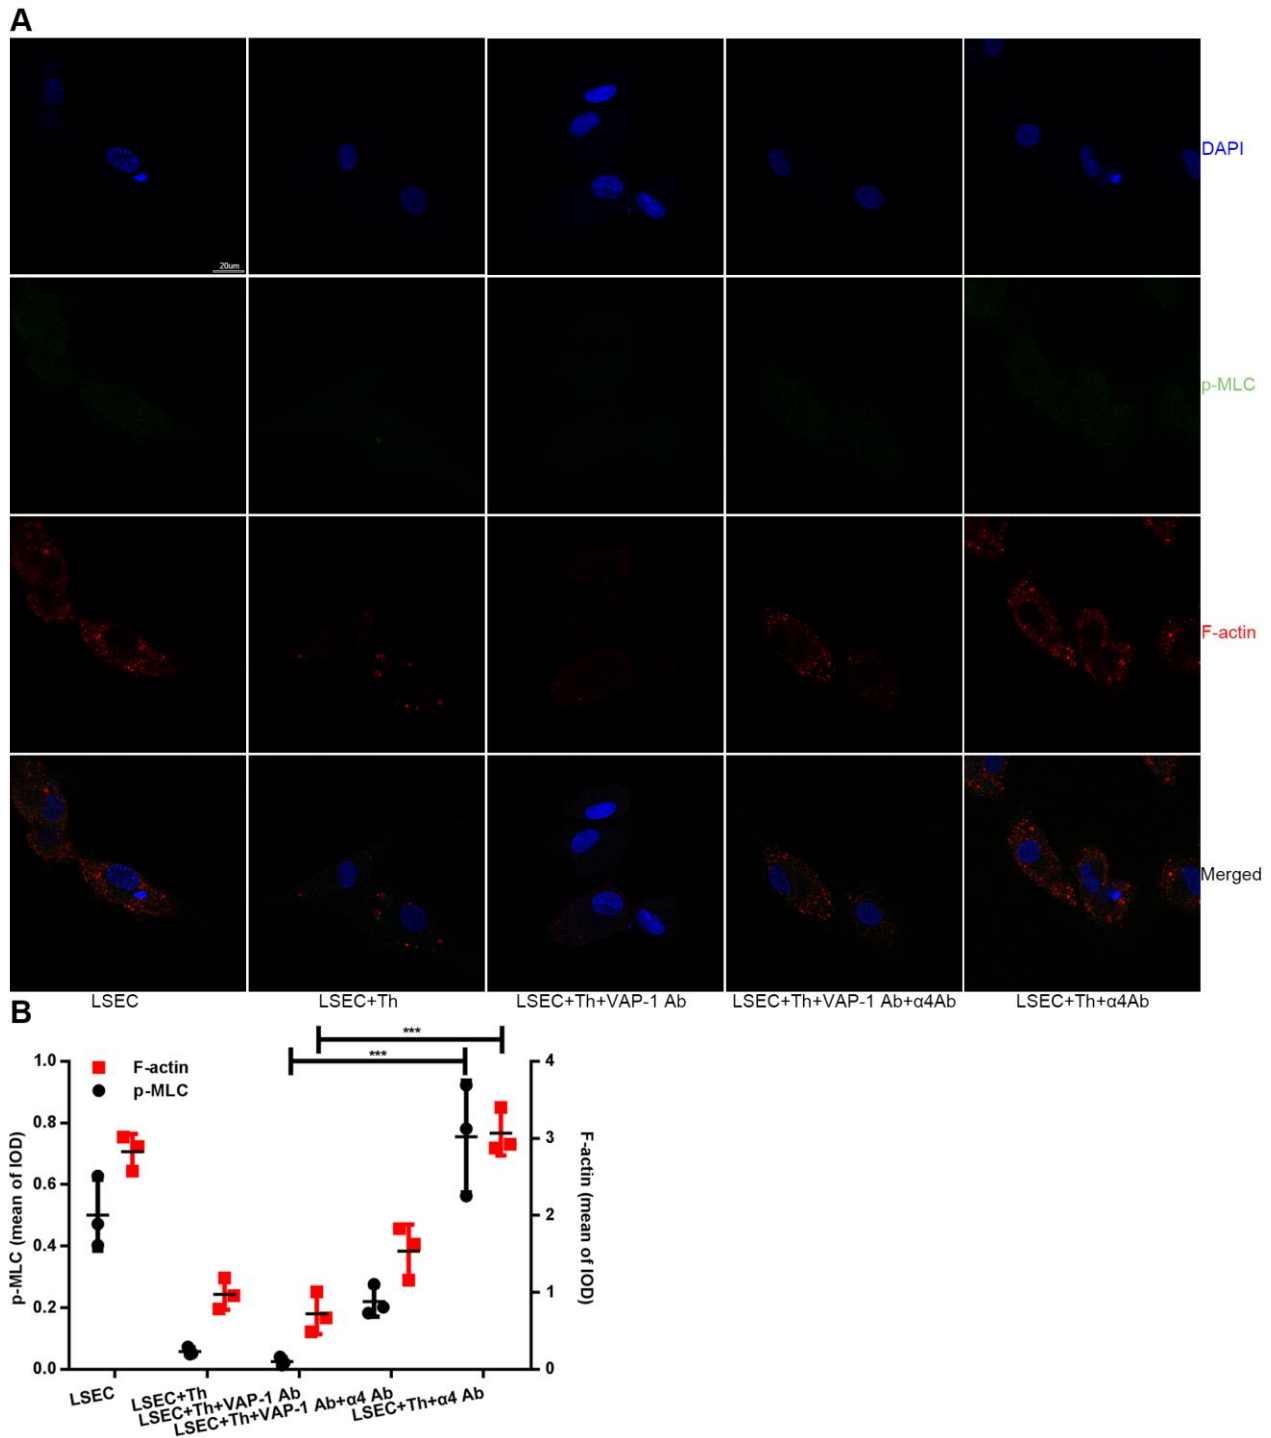 A
DAPI
20um
p-MLC
F-actin
Merged
LSEC
LSEC+Th
LSEC+Th+VAP-1 Ab
LSEC+Th+VAP-1 Ab+α4Ab
LSEC+Th+α4Ab
B
***
***
F-actin
p-MLC
1.0
0.8
0.6
0.4
0.2
0.0
p-MLC (mean of IOD)
4
3
2
1
0
F-actin (mean of IOD)
LSEC
LSEC+Th
LSEC+Th+VAP-1 Ab
LSEC+Th+VAP-1 Ab+α4 Ab
LSEC+Th+α4 Ab